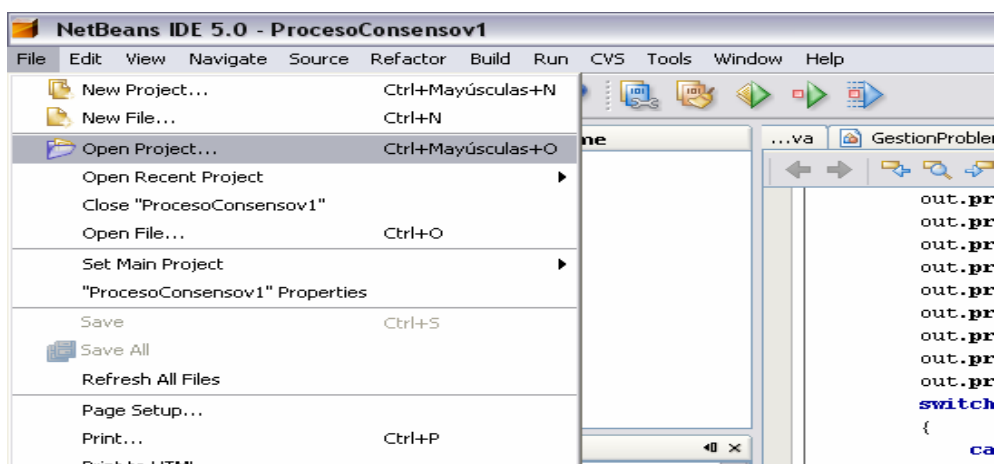 NetBeans IDE 5.0 - ProcesoConsensov1
File Edit View Navigate Source Refactor Build Run CVS Tools Window Help
New Project... Ctrl+Mayúsculas+N
New File... Ctrl+N
Open Project... Ctrl+Mayúsculas+O
Open Recent Project
Close "ProcesoConsensov1"
Open File... Ctrl+O
Set Main Project
"ProcesoConsensov1" Properties
Save Ctrl+S
Save All
Refresh All Files
Page Setup...
Print... Ctrl+P
me
...va GestionProbler
out.pr
out.pr
out.pr
out.pr
out.pr
out.pr
out.pr
out.pr
out.pr
switch
{
ca